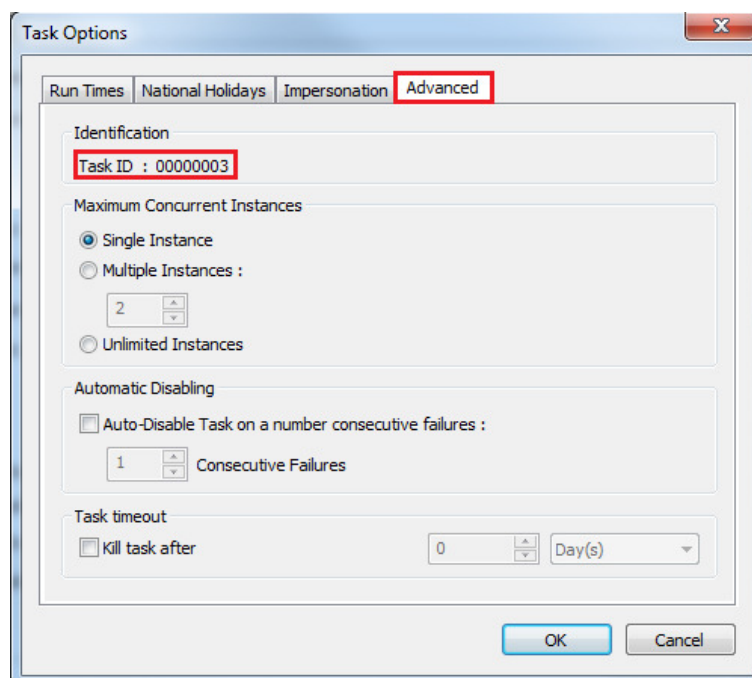 Task Options
Run Times National Holidays Impersonation Advanced
Identification
Task ID : 00000003
Maximum Concurrent Instances
Single Instance
Multiple Instances :
2
Unlimited Instances
Automatic Disabling
Auto-Disable Task on a number consecutive failures :
1 Consecutive Failures
Task timeout
Kill task after 0 Day(s)
OK Cancel